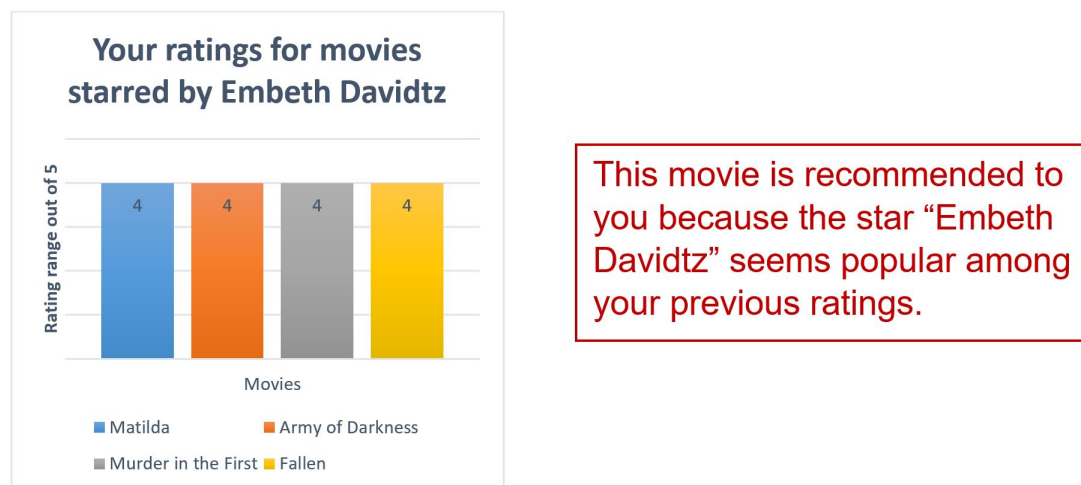 Your ratings for movies
starred by Embeth Davidtz
Rating range out of 5
4 4 4 4
Movies
Matilda Army of Darkness
Murder in the First Fallen
This movie is recommended to
you because the star “Embeth
Davidtz” seems popular among
your previous ratings.